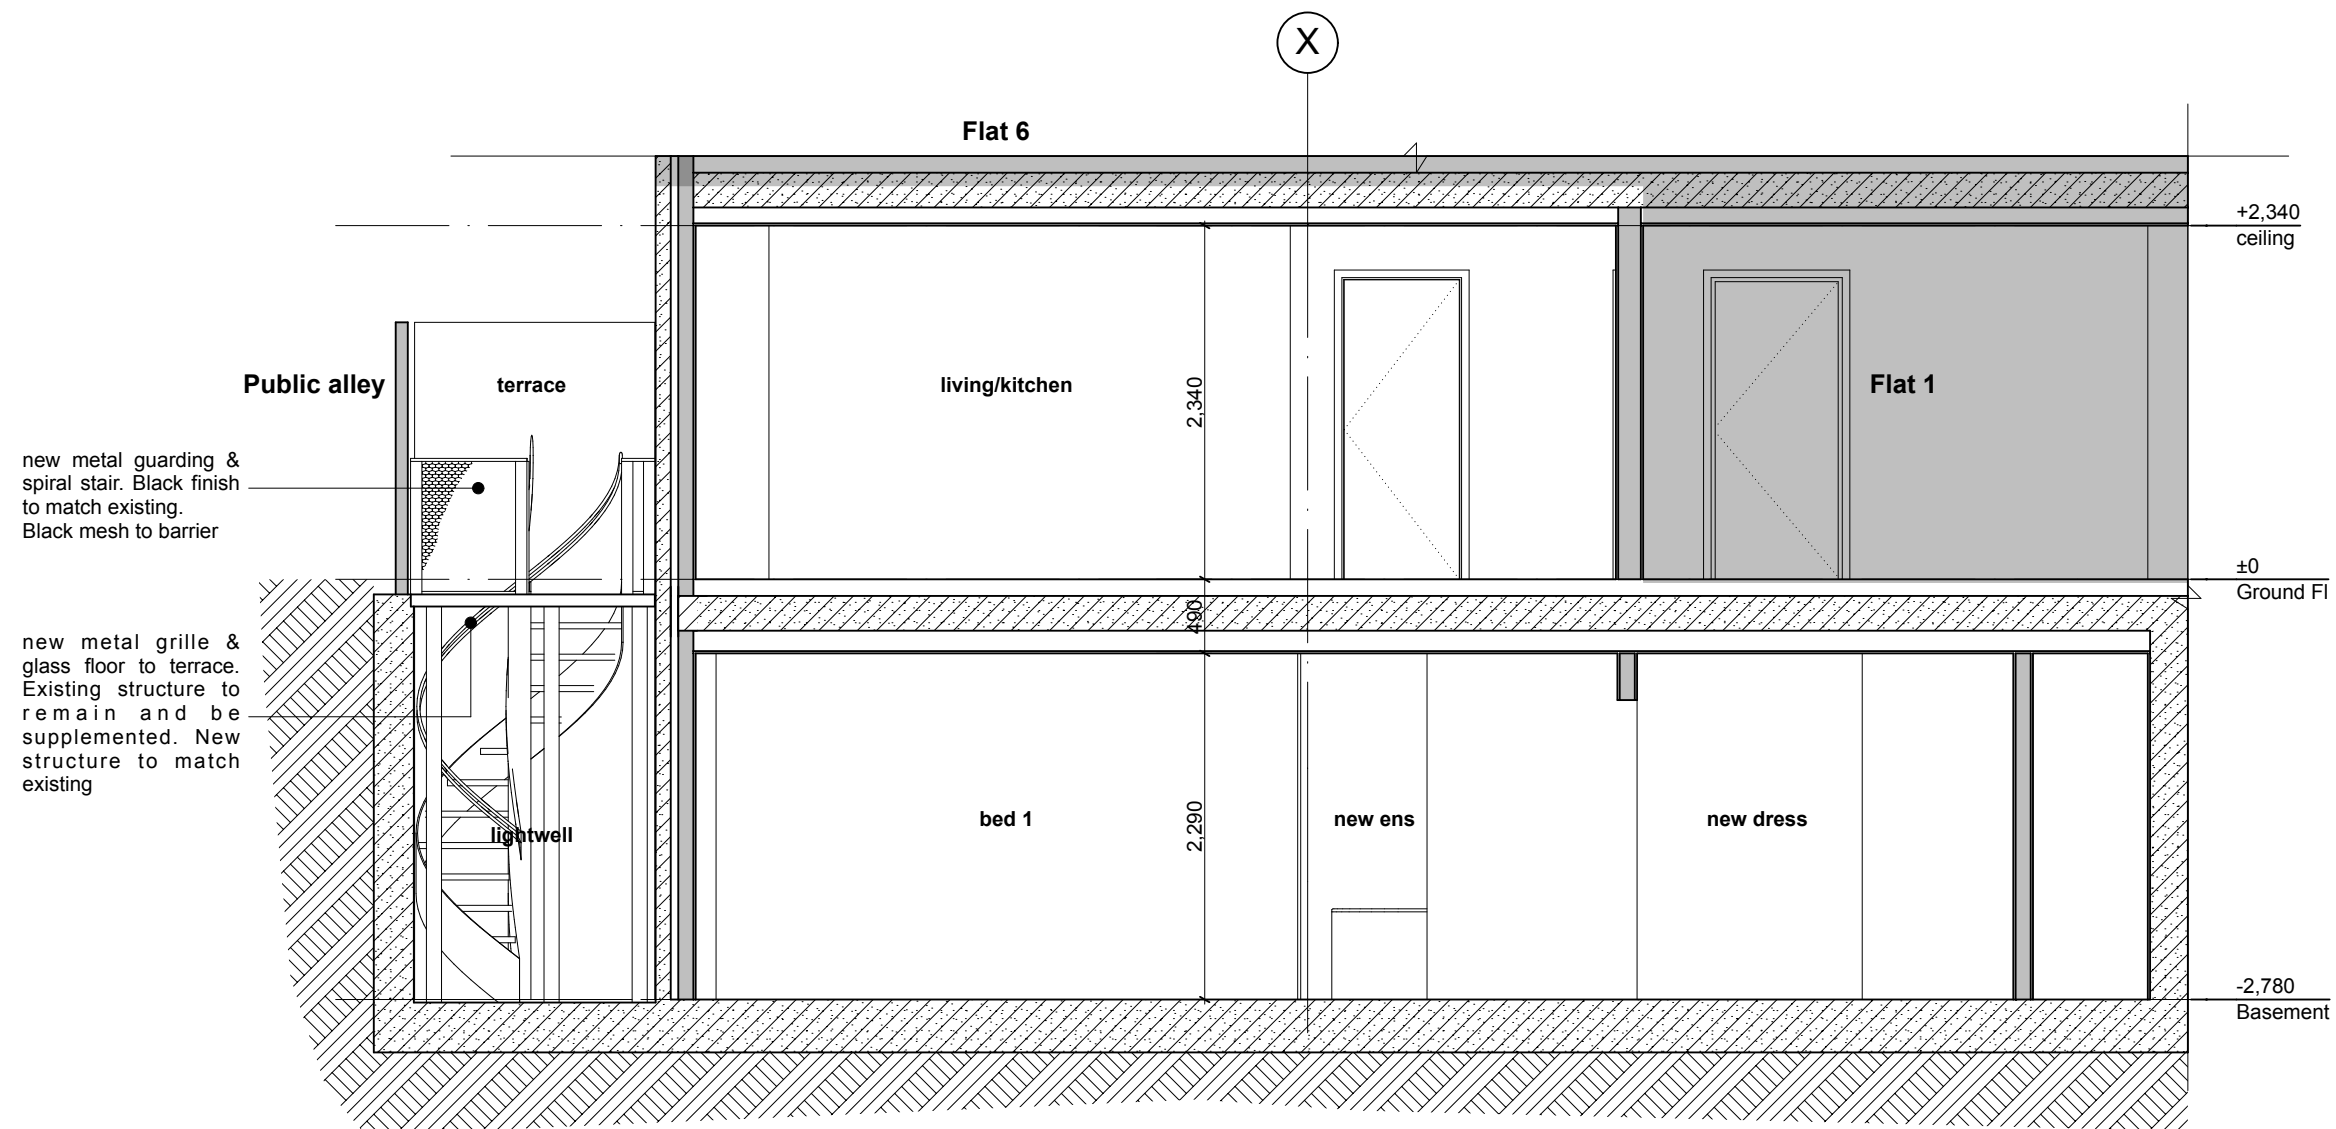 X
Flat 6
+2,340
ceiling
Public alley
terrace
living/kitchen
2,340
Flat 1
new metal guarding &
spiral stair. Black finish
to match existing.
Black mesh to barrier
±0
Ground Fl
490
new metal grille &
glass floor to terrace.
Existing structure to
remain and be
supplemented. New
structure to match
existing
lightwell
bed 1
2,290
new ens
new dress
-2,780
Basement